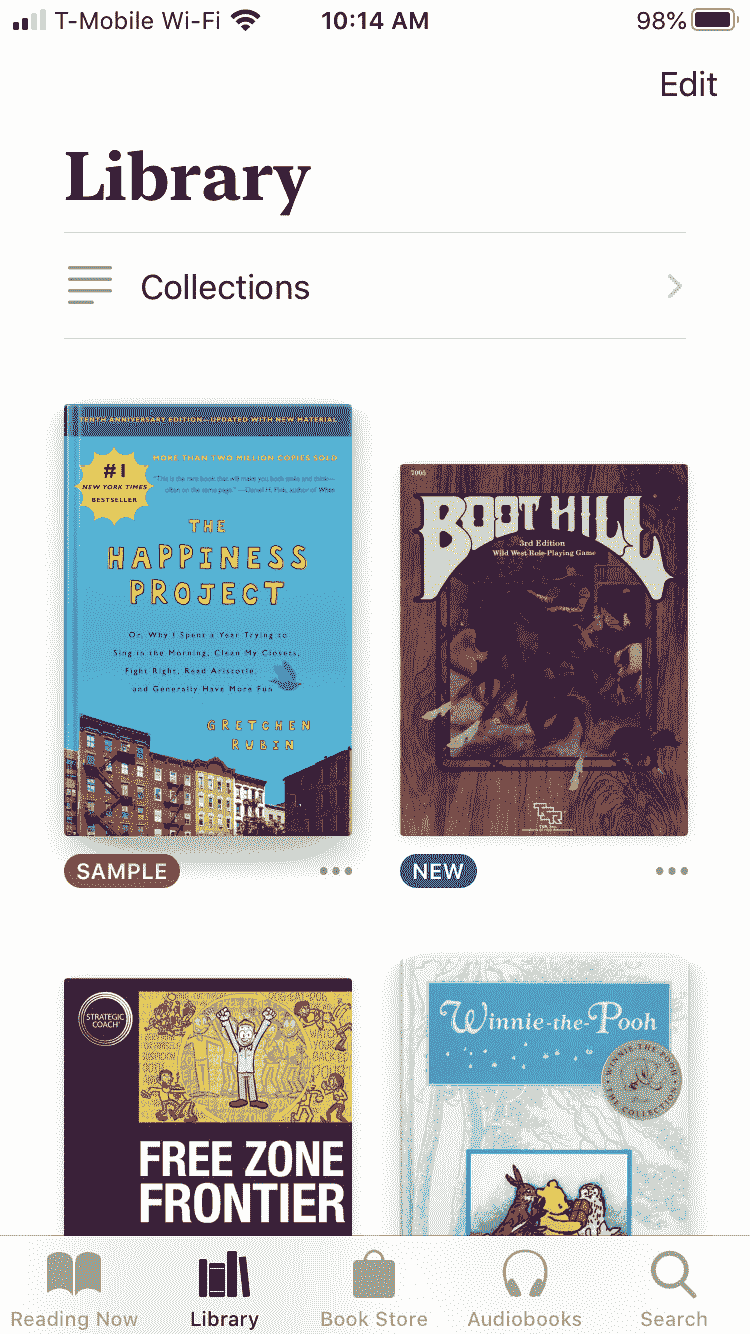 T-Mobile Wi-Fi 10:14 AM 98%
Edit
Library
Collections
TENTH ANNIVERSARY EDITION—UPDATED WITH NEW MATERIAL
MORE THAN TWO MILLION COPIES SOLD
#1
NEW YORK TIMES
BESTSELLER
"This is the rare book that will make you both smile and think—
often on the same page." —Daniel H. Pink, author of When
THE
HAPPINESS
PROJECT
Or, Why I Spent a Year Trying to
Sing in the Morning, Clean My Closets,
Fight Right, Read Aristotle,
and Generally Have More Fun
GRETCHEN
RUBIN
BOOT HILL
3rd Edition
Wild West Role-Playing Game
TSR
SAMPLE
NEW
STRATEGIC
COACH
FREE ZONE
FRONTIER
Winnie-the-Pooh
WINNIE-THE-POOH
THE COLLECTION
Reading Now
Library
Book Store
Audiobooks
Search